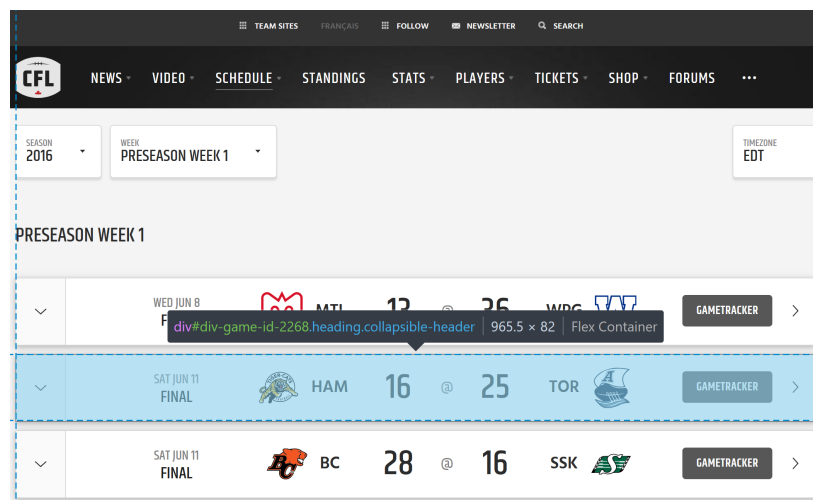 TEAM SITES FRANÇAIS FOLLOW NEWSLETTER SEARCH
CFL NEWS VIDEO SCHEDULE STANDINGS STATS PLAYERS TICKETS SHOP FORUMS •••
SEASON WEEK TIMEZONE
2016 PRESEASON WEEK 1 EDT
PRESEASON WEEK 1
WED JUN 8 MTL 13 @ 36 WPG W GAMETRACKER
div#div-game-id-2268.heading.collapsible-header 965.5 × 82 Flex Container
SAT JUN 11 HAM 16 @ 25 TOR A GAMETRACKER
FINAL
SAT JUN 11 BC BC 28 @ 16 SSK S GAMETRACKER
FINAL